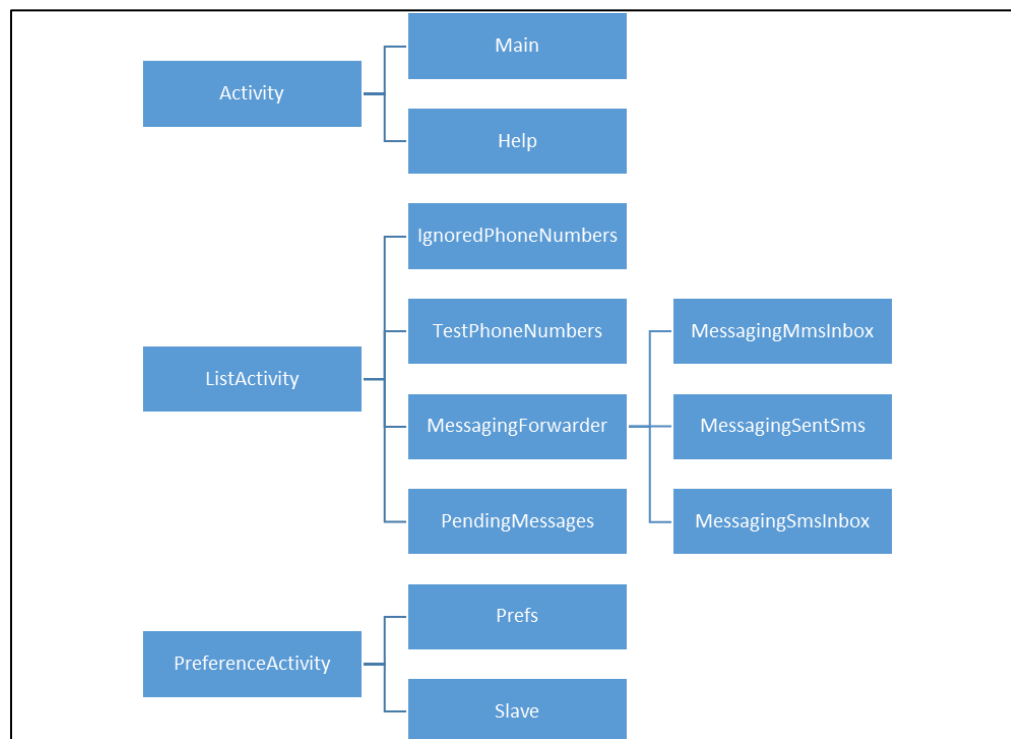 Activity
Main
Help
ListActivity
IgnoredPhoneNumbers
TestPhoneNumbers
MessagingForwarder
MessagingMmsInbox
MessagingSentSms
MessagingSmsInbox
PendingMessages
PreferenceActivity
Prefs
Slave